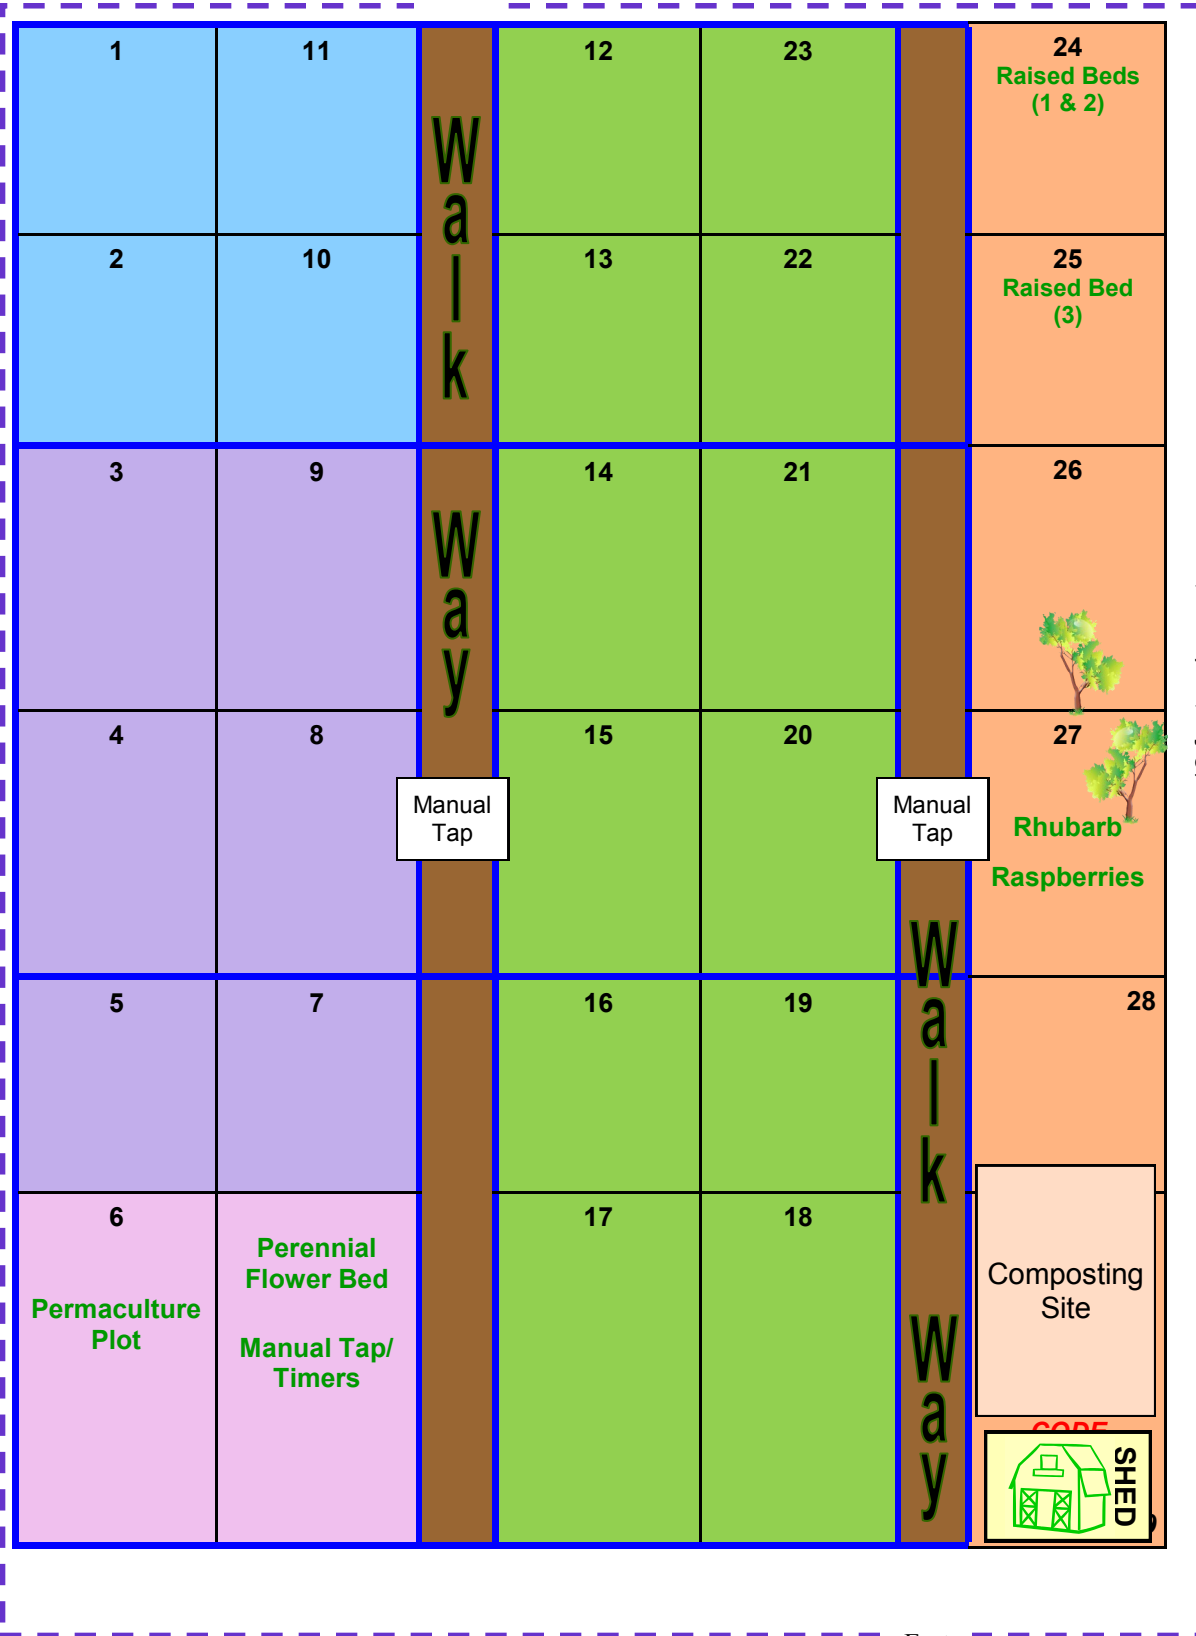 1
11
12
23
24
Raised Beds
(1 & 2)
Walk
2
10
13
22
25
Raised Bed
(3)
3
9
14
21
26
Way
4
8
15
20
27
Manual
Tap
Manual
Tap
Rhubarb
Raspberries
5
7
16
19
28
Walk
6
Permaculture
Plot
Perennial
Flower Bed
Manual Tap/
Timers
17
18
Composting
Site
Way
CODE
SHED